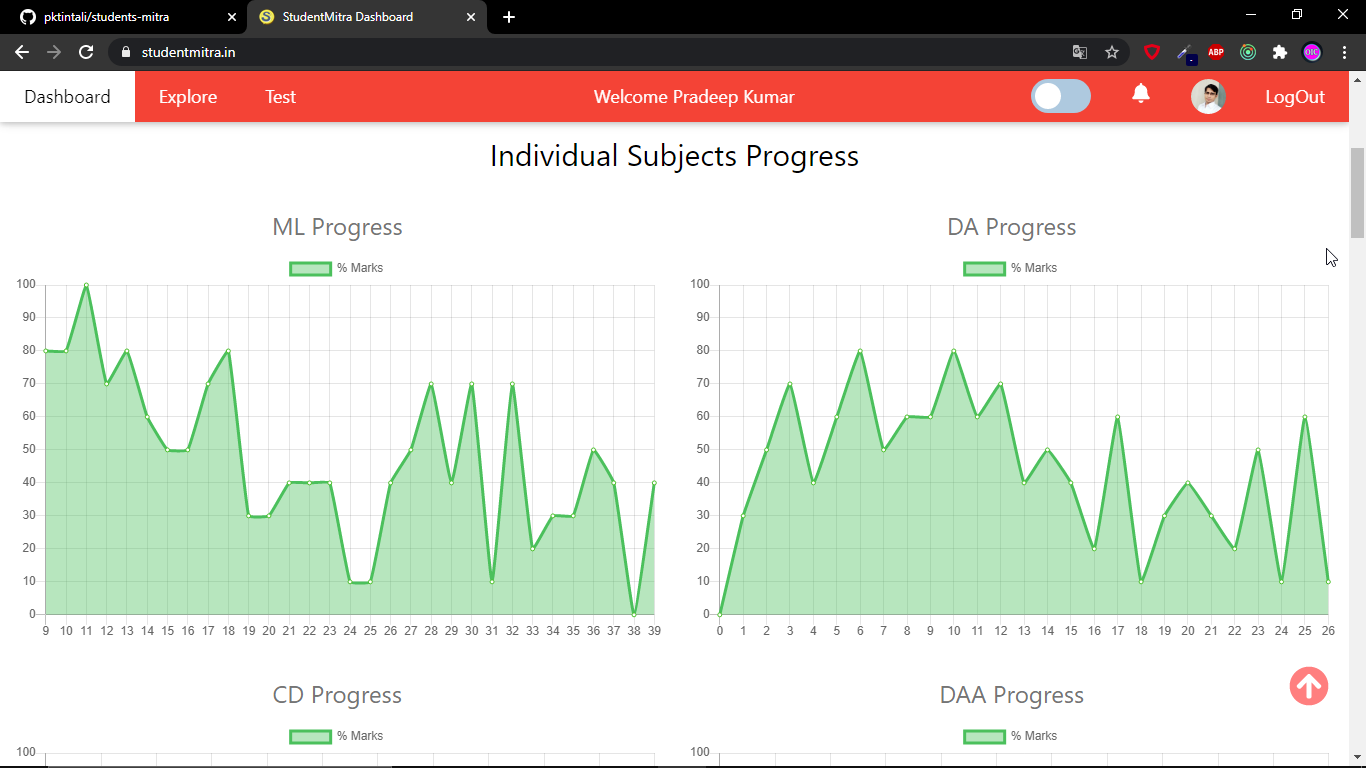 pktintali/students-mitra
S StudentMitra Dashboard
studentmitra.in
ABP
OIC
Dashboard Explore Test Welcome Pradeep Kumar LogOut
Individual Subjects Progress
ML Progress
% Marks
100
90
80
70
60
50
40
30
20
10
0
9 10 11 12 13 14 15 16 17 18 19 20 21 22 23 24 25 26 27 28 29 30 31 32 33 34 35 36 37 38 39
DA Progress
% Marks
100
90
80
70
60
50
40
30
20
10
0
0 1 2 3 4 5 6 7 8 9 10 11 12 13 14 15 16 17 18 19 20 21 22 23 24 25 26
CD Progress
% Marks
100
DAA Progress
% Marks
100